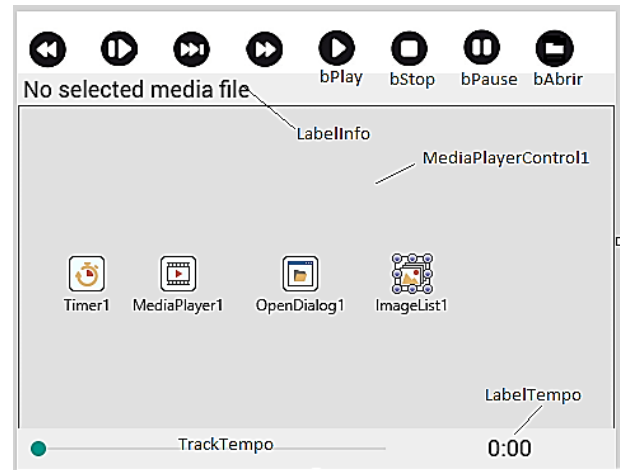 bPlay bStop bPause bAbrir
No selected media file
LabelInfo
MediaPlayerControl1
Timer1 MediaPlayer1 OpenDialog1 ImageList1
LabelTempo
TrackTempo
0:00